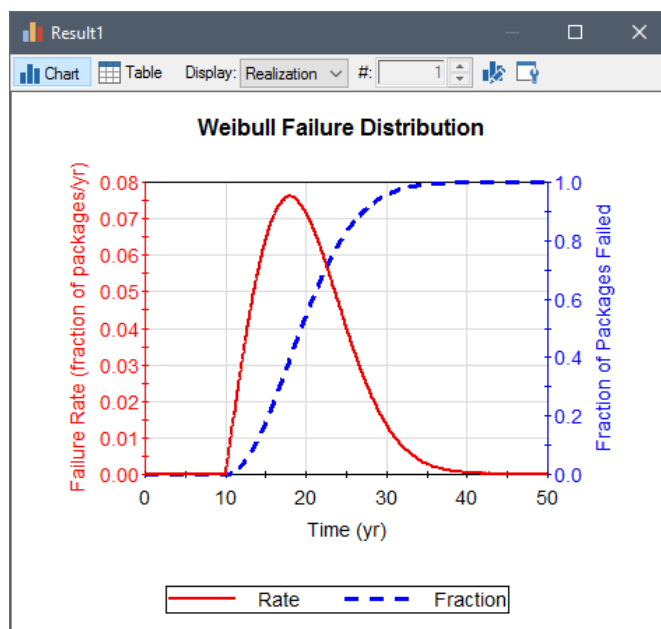 Result1
Chart Table Display: Realization #: 1
Weibull Failure Distribution
Failure Rate (fraction of packages/yr)
0.08
0.07
0.06
0.05
0.04
0.03
0.02
0.01
0.00
1.0
0.8
0.6
0.4
0.2
0.0
Fraction of Packages Failed
0 10 20 30 40 50
Time (yr)
Rate Fraction